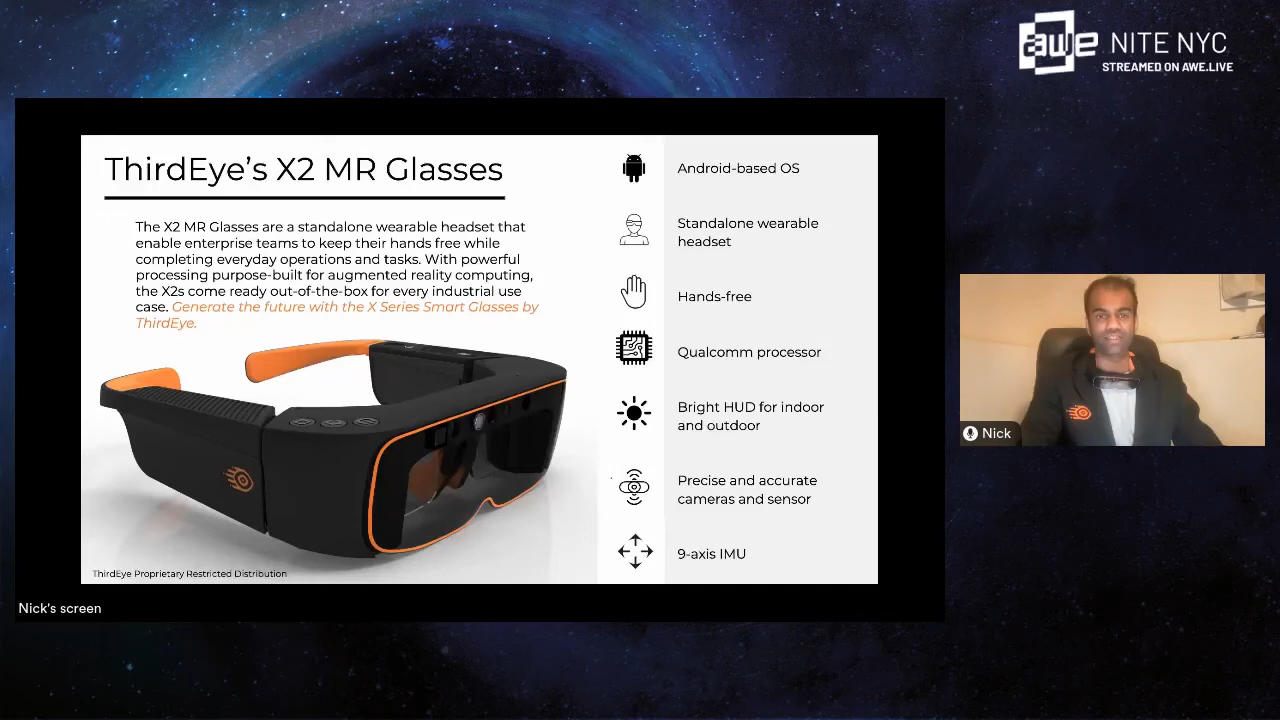 awe NITE NYC
STREAMED ON AWE.LIVE
ThirdEye's X2 MR Glasses
The X2 MR Glasses are a standalone wearable headset that
enable enterprise teams to keep their hands free while
completing everyday operations and tasks. With powerful
processing purpose-built for augmented reality computing,
the X2s come ready out-of-the-box for every industrial use
case. Generate the future with the X Series Smart Glasses by
ThirdEye.
Android-based OS
Standalone wearable
headset
Hands-free
Qualcomm processor
Bright HUD for indoor
and outdoor
Precise and accurate
cameras and sensor
9-axis IMU
ThirdEye Proprietary Restricted Distribution
Nick's screen
Nick